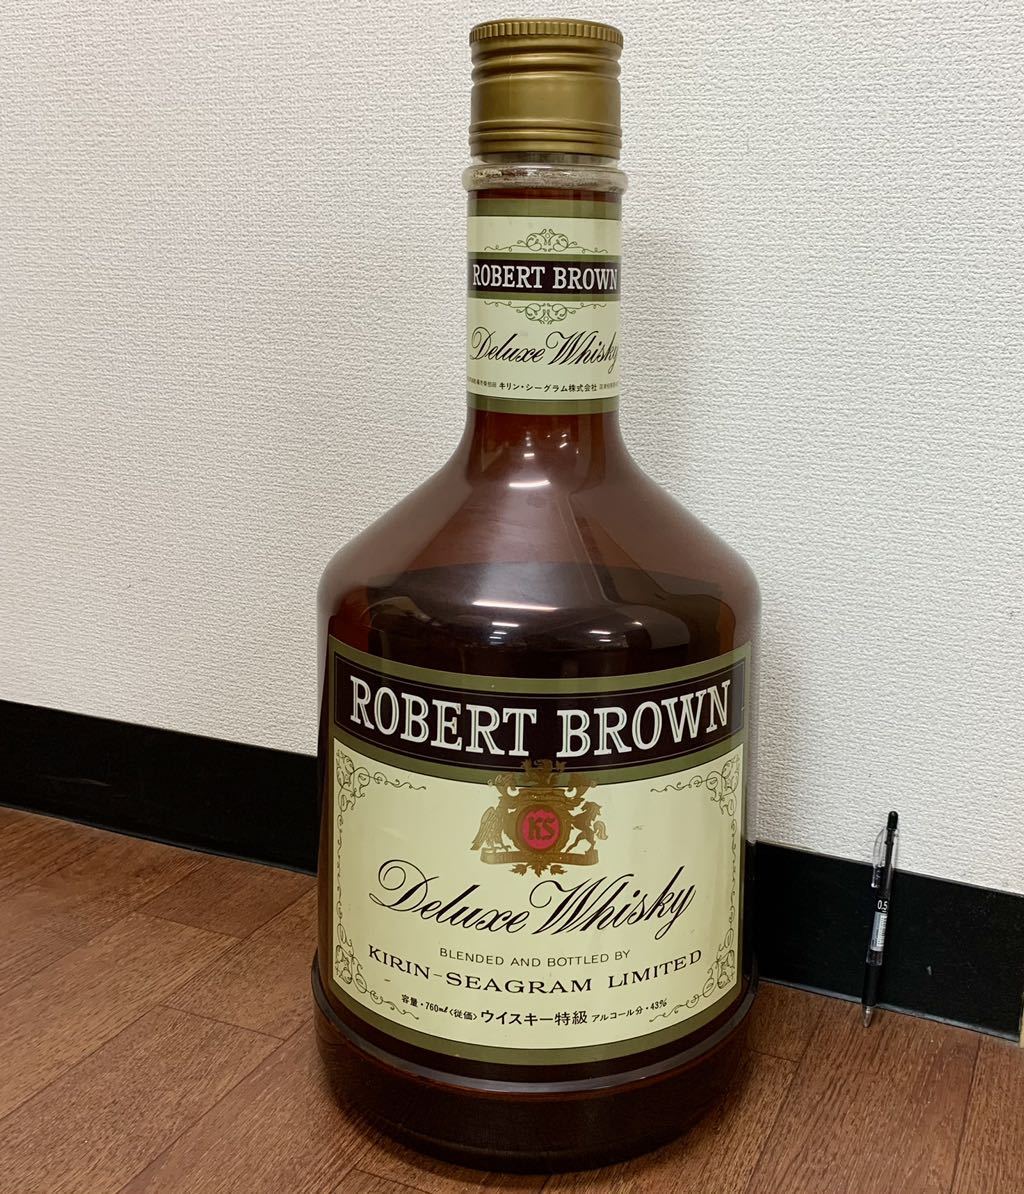 ROBERT BROWN
Deluxe Whisky
キリン・シーグラム株式会社
ROBERT BROWN
KS
Deluxe Whisky
BLENDED AND BOTTLED BY
KIRIN-SEAGRAM LIMITED
容量・760ml〈従価〉ウイスキー特級 アルコール分・43%
0.5